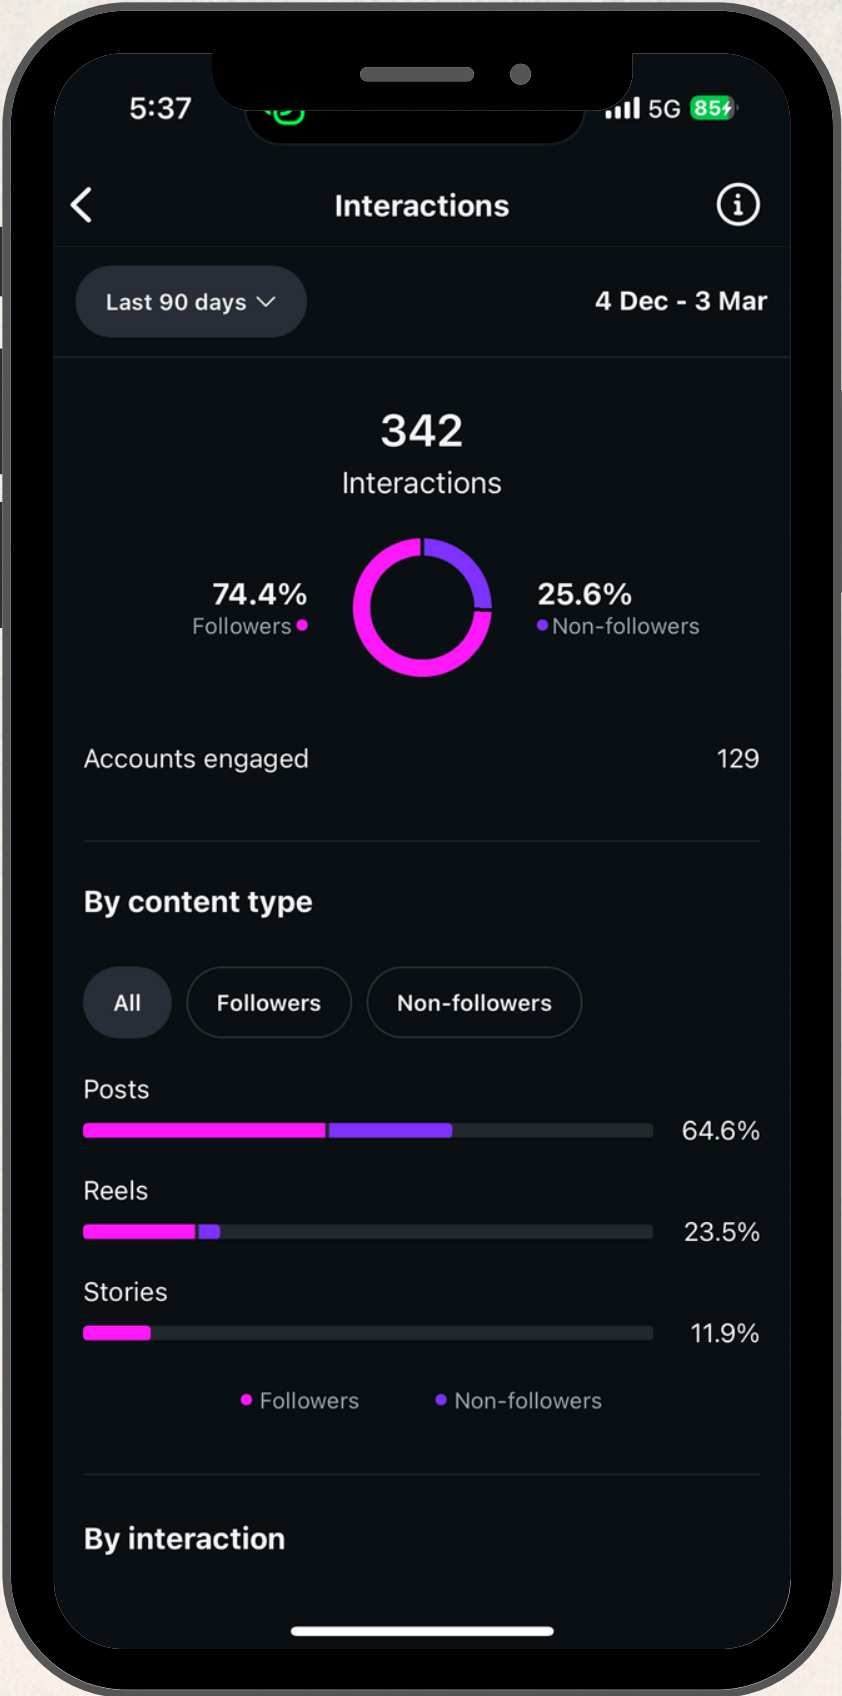 5:37
5G 85
Interactions
Last 90 days
4 Dec - 3 Mar
342
Interactions
74.4%
Followers
25.6%
Non-followers
Accounts engaged 129
By content type
All Followers Non-followers
Posts
64.6%
Reels
23.5%
Stories
11.9%
Followers Non-followers
By interaction